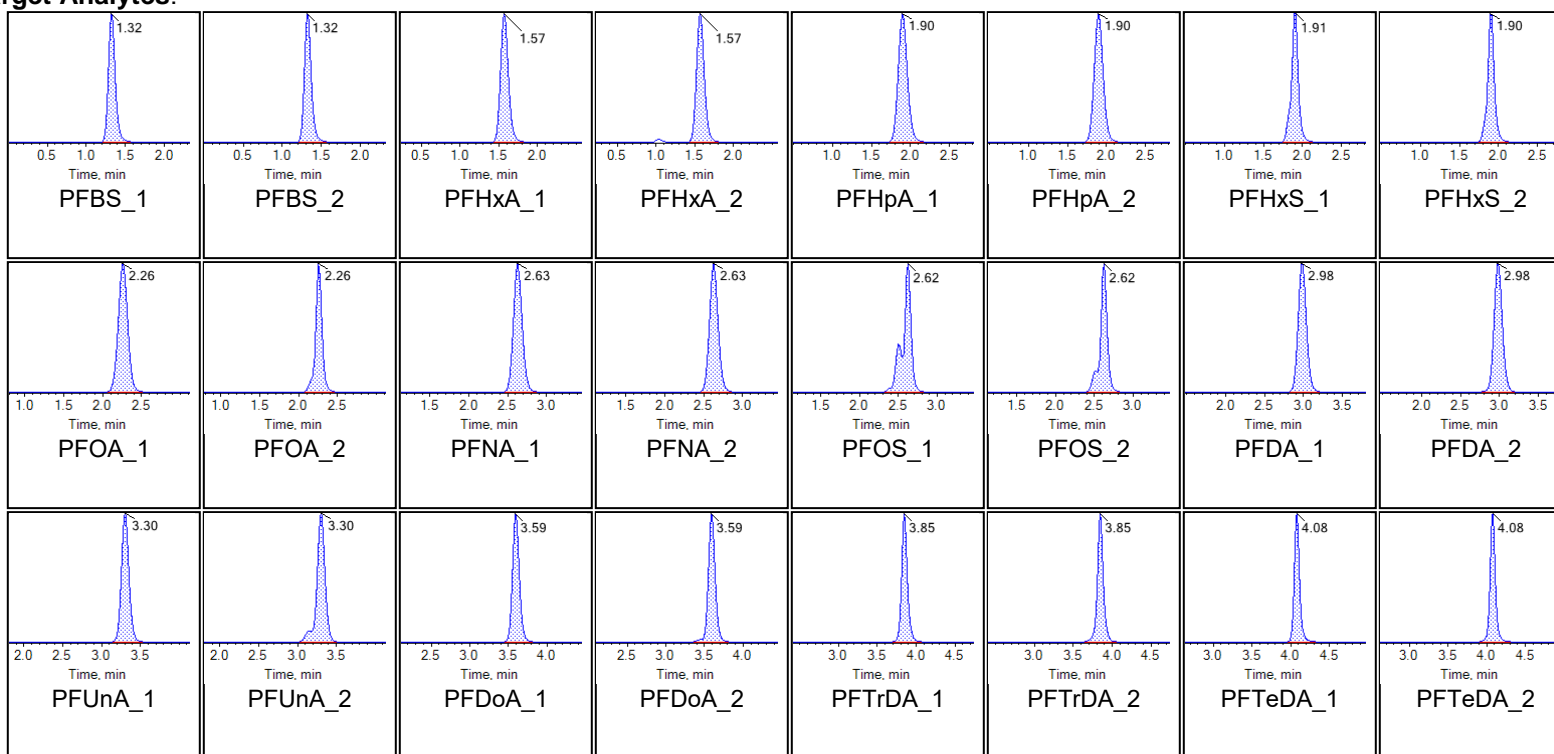 1.32 1.32 1.57 1.57 1.90 1.90 1.91 1.90
0.5 1.0 1.5 2.0 0.5 1.0 1.5 2.0 0.5 1.0 1.5 2.0 0.5 1.0 1.5 2.0 1.0 1.5 2.0 2.5 1.0 1.5 2.0 2.5 1.0 1.5 2.0 2.5 1.0 1.5 2.0 2.5
Time, min Time, min Time, min Time, min Time, min Time, min Time, min Time, min
PFBS_1 PFBS_2 PFHxA_1 PFHxA_2 PFHpA_1 PFHpA_2 PFHxS_1 PFHxS_2
2.26 2.26 2.63 2.63 2.62 2.62 2.98 2.98
1.0 1.5 2.0 2.5 1.0 1.5 2.0 2.5 1.5 2.0 2.5 3.0 1.5 2.0 2.5 3.0 1.5 2.0 2.5 3.0 1.5 2.0 2.5 3.0 2.0 2.5 3.0 3.5 2.0 2.5 3.0 3.5
Time, min Time, min Time, min Time, min Time, min Time, min Time, min Time, min
PFOA_1 PFOA_2 PFNA_1 PFNA_2 PFOS_1 PFOS_2 PFDA_1 PFDA_2
3.30 3.30 3.59 3.59 3.85 3.85 4.08 4.08
2.0 2.5 3.0 3.5 2.0 2.5 3.0 3.5 2.5 3.0 3.5 4.0 2.5 3.0 3.5 4.0 3.0 3.5 4.0 4.5 3.0 3.5 4.0 4.5 3.0 3.5 4.0 4.5 3.0 3.5 4.0 4.5
Time, min Time, min Time, min Time, min Time, min Time, min Time, min Time, min
PFUnA_1 PFUnA_2 PFDoA_1 PFDoA_2 PFTrDA_1 PFTrDA_2 PFTeDA_1 PFTeDA_2